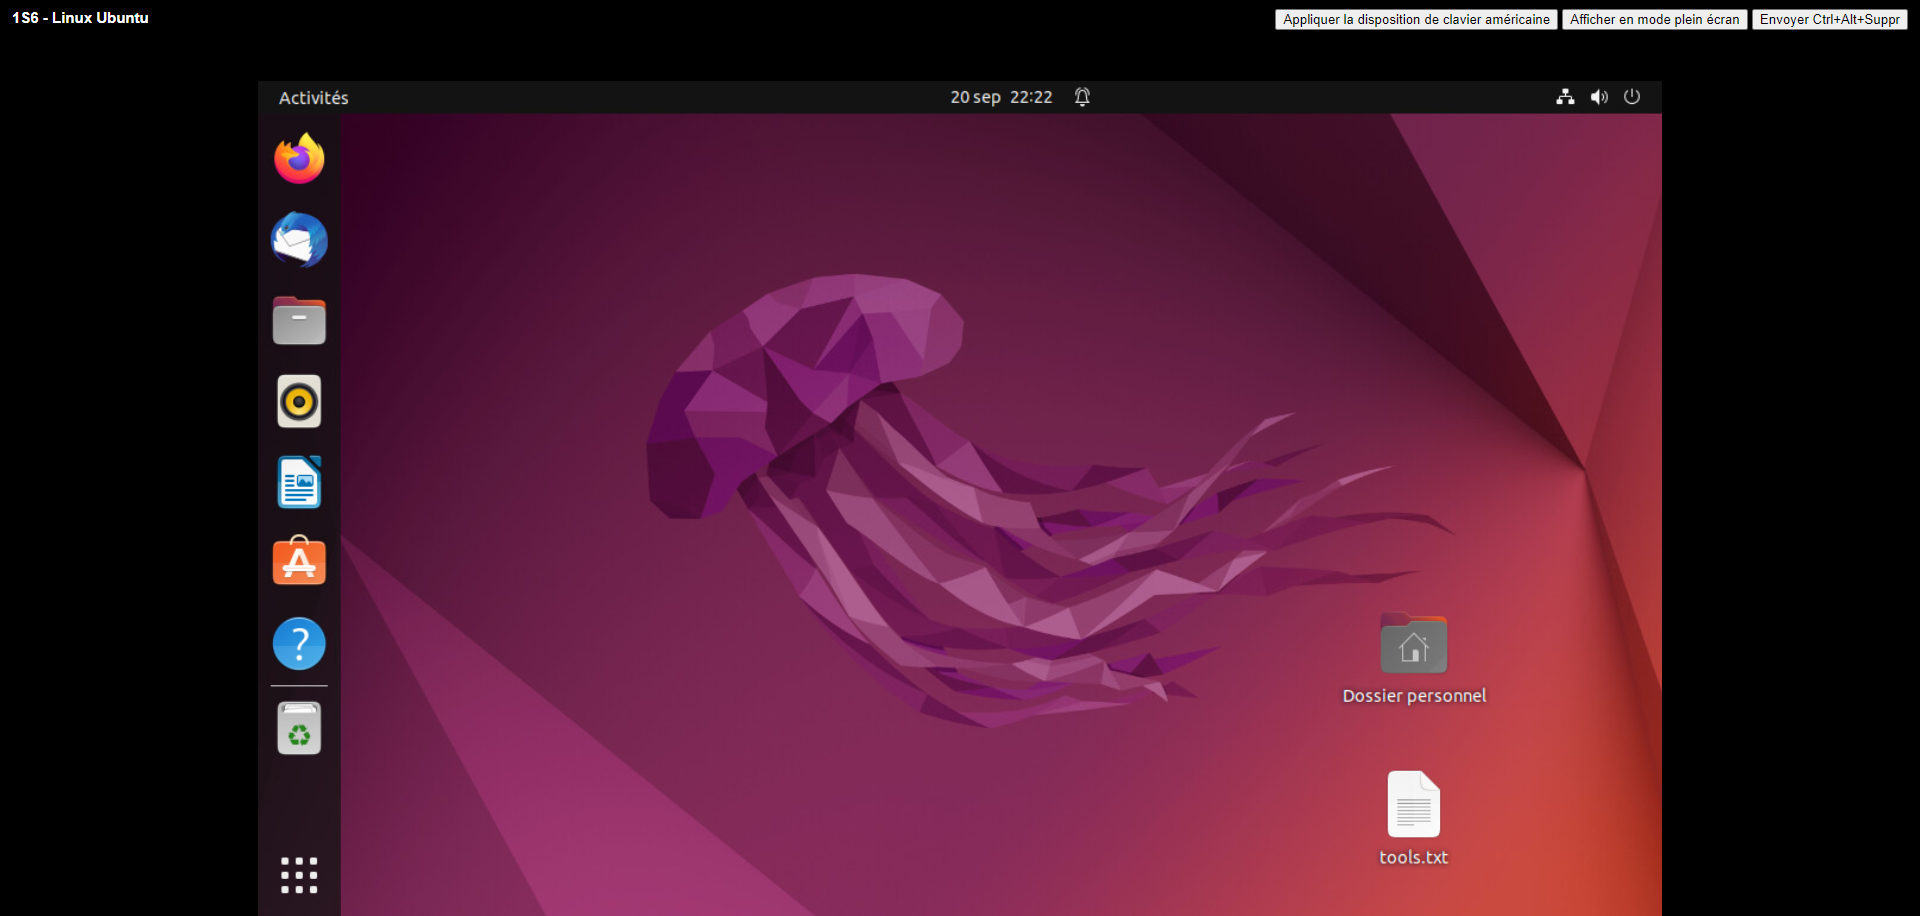 1S6 - Linux Ubuntu
Appliquer la disposition de clavier américaine
Afficher en mode plein écran
Envoyer Ctrl+Alt+Suppr
Activités
20 sep 22:22
Dossier personnel
tools.txt